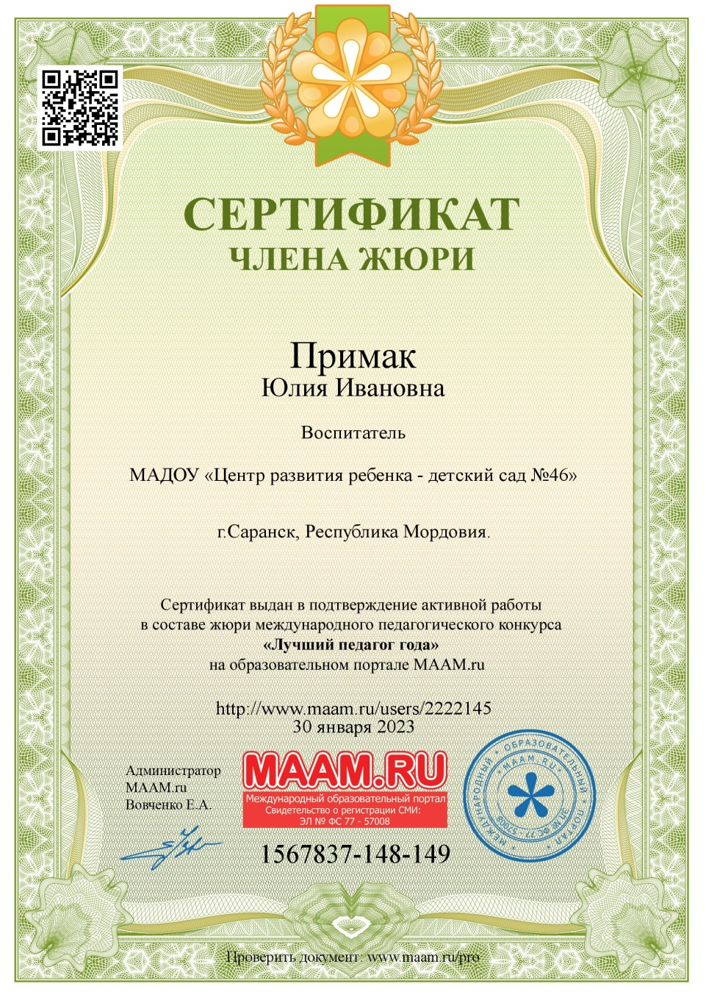 СЕРТИФИКАТ
ЧЛЕНА ЖЮРИ
Примак
Юлия Ивановна
Воспитатель
МАДОУ «Центр развития ребенка - детский сад №46»
г.Саранск, Республика Мордовия.
Сертификат выдан в подтверждение активной работы
в составе жюри международного педагогического конкурса
«Лучший педагог года»
на образовательном портале МААМ.ru
http://www.maam.ru/users/2222145
30 января 2023
Администратор
МААМ.ru
Вовченко Е.А.
MAAM.RU
Международный образовательный портал
Свидетельство о регистрации СМИ:
ЭЛ № ФС 77 - 57008
1567837-148-149
МЕЖДУНАРОДНЫЙ * ОБРАЗОВАТЕЛЬНЫЙ * ПОРТАЛ *
* MAAM.RU *
ЭЛ № ФС 77 - 57008
Проверить документ: www.maam.ru/pro